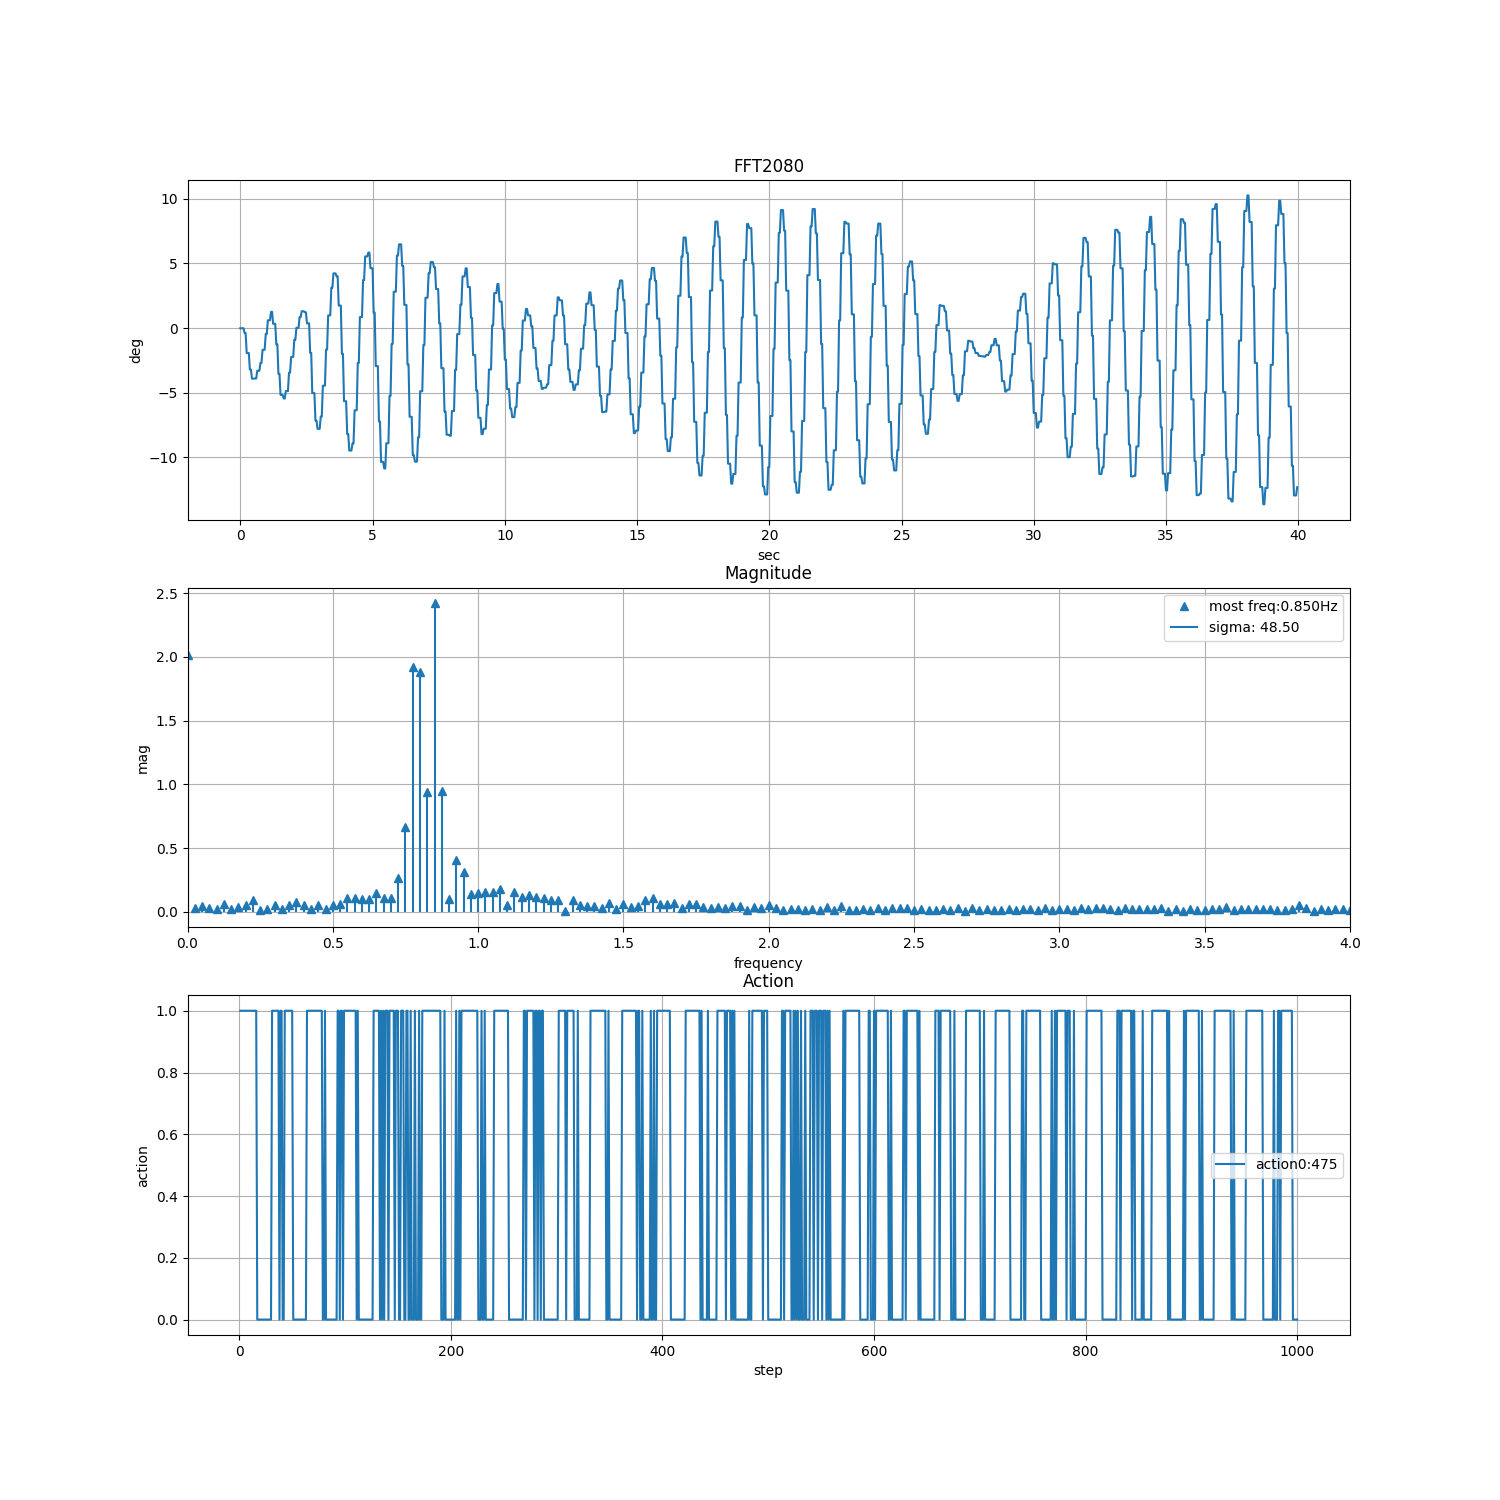 FFT2080
10
5
0
−5
−10
deg
0 5 10 15 20 25 30 35 40
sec
Magnitude
2.5
2.0
1.5
1.0
0.5
0.0
mag
most freq:0.850Hz
sigma: 48.50
0.0 0.5 1.0 1.5 2.0 2.5 3.0 3.5 4.0
frequency
Action
1.0
0.8
0.6
0.4
0.2
0.0
action
action0:475
0 200 400 600 800 1000
step